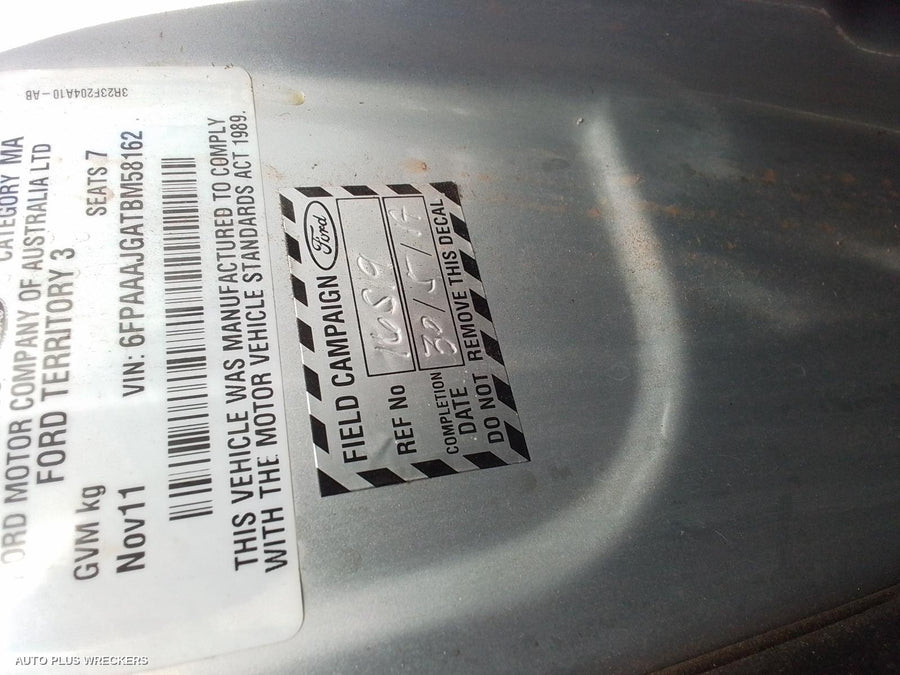 CATEGORY MA
FORD MOTOR COMPANY OF AUSTRALIA LTD
FORD TERRITORY 3
GVM kg SEATS 7
Nov11 VIN: 6FPAAAJGATBM58162
THIS VEHICLE WAS MANUFACTURED TO COMPLY
WITH THE MOTOR VEHICLE STANDARDS ACT 1989.
3R23F204A10-AB
FIELD CAMPAIGN Ford
REF No 16S19
COMPLETION
DATE
DO NOT REMOVE THIS DECAL
AUTO PLUS WRECKERS